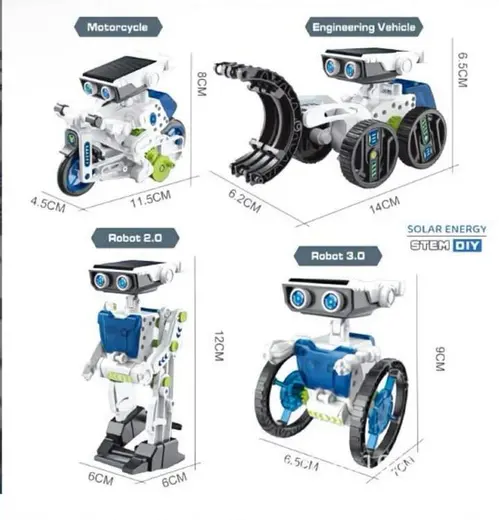 Motorcycle
Engineering Vehicle
8CM
4.5CM
11.5CM
6.5CM
6.2CM
14CM
SOLAR ENERGY
STEM DIY
Robot 2.0
Robot 3.0
12CM
6CM
6CM
9CM
6.5CM
7CM